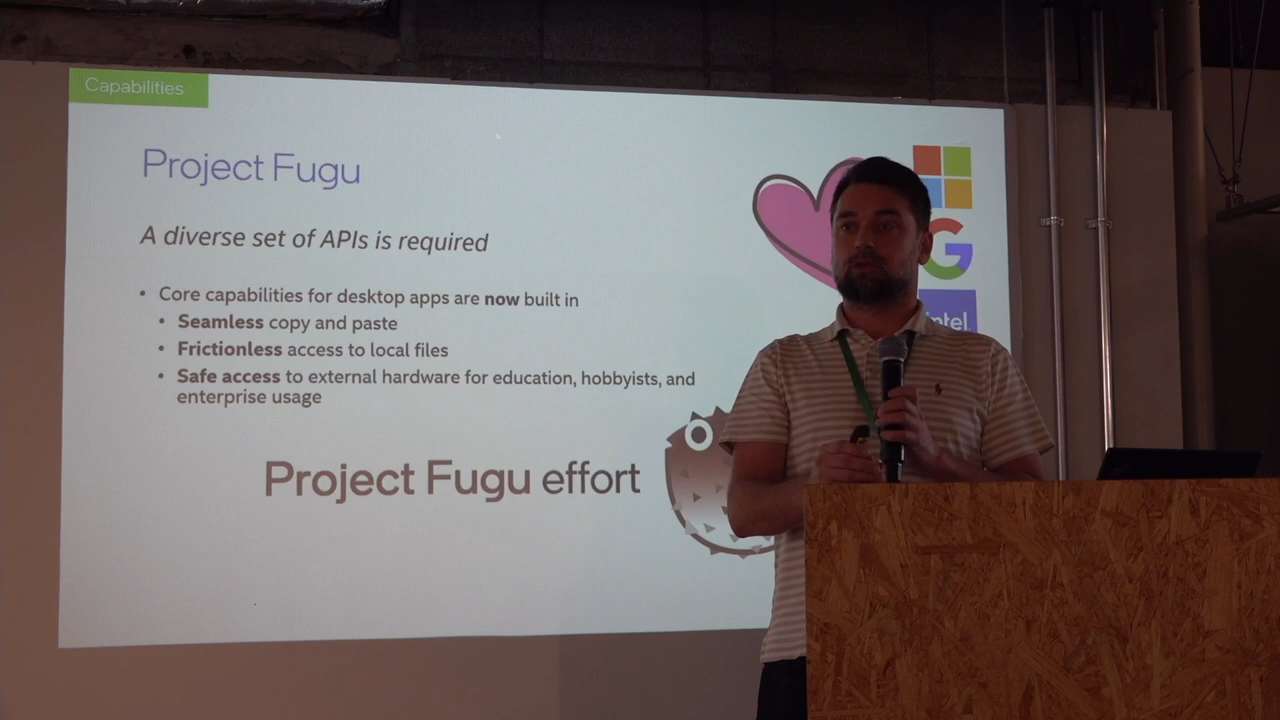 Capabilities
Project Fugu
A diverse set of APIs is required
• Core capabilities for desktop apps are now built in
• Seamless copy and paste
• Frictionless access to local files
• Safe access to external hardware for education, hobbyists, and
enterprise usage
Project Fugu effort
intel